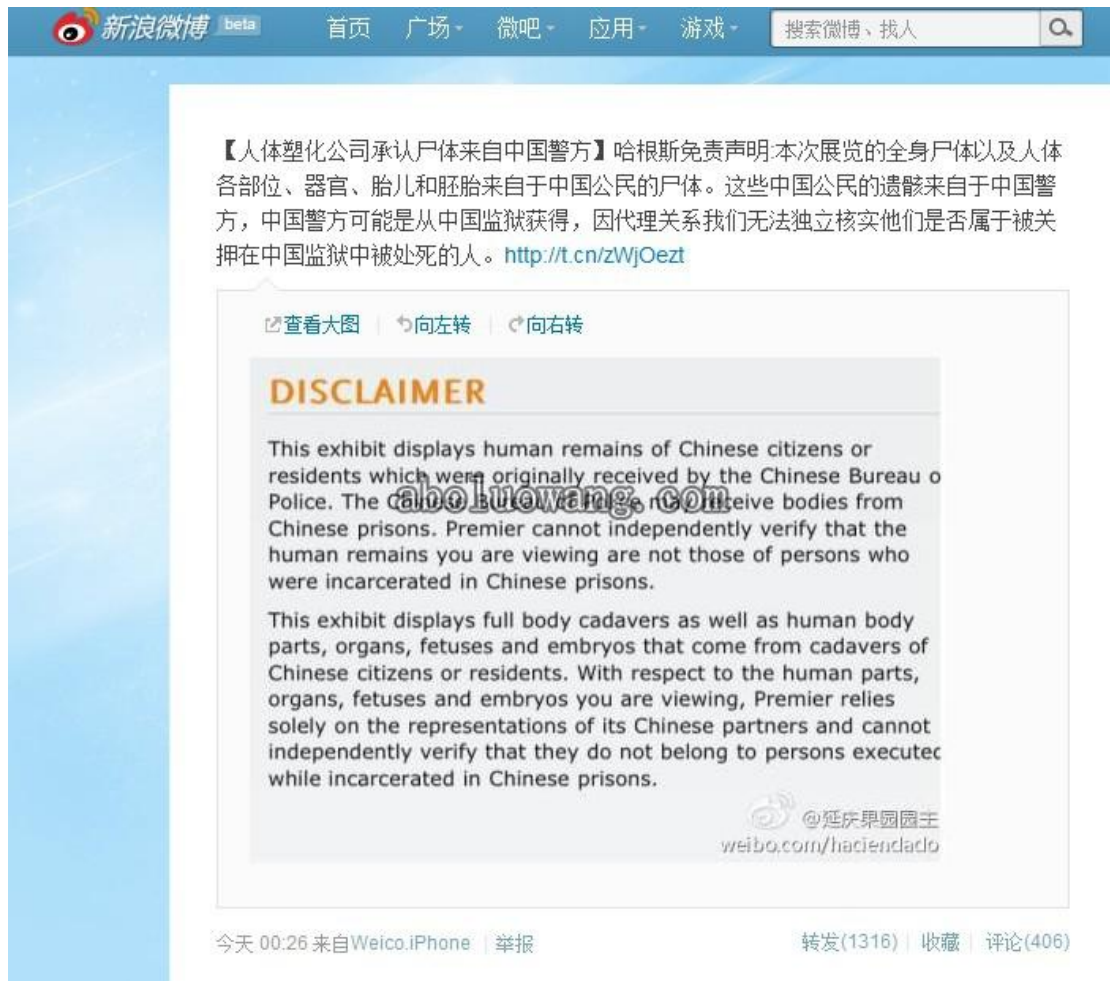 新浪微博 beta 首页 广场 微吧 应用 游戏 搜索微博、找人
【人体塑化公司承认尸体来自中国警方】哈根斯免责声明:本次展览的全身尸体以及人体
各部位、器官、胎儿和胚胎来自于中国公民的尸体。这些中国公民的遗骸来自于中国警
方，中国警方可能是从中国监狱获得，因代理关系我们无法独立核实他们是否属于被关
押在中国监狱中被处死的人。http://t.cn/zWjOezt
查看大图 向左转 向右转
DISCLAIMER
This exhibit displays human remains of Chinese citizens or
residents which were originally received by the Chinese Bureau o
aboluowang.com
Police. The Chinese Bureau of Police may receive bodies from
Chinese prisons. Premier cannot independently verify that the
human remains you are viewing are not those of persons who
were incarcerated in Chinese prisons.
This exhibit displays full body cadavers as well as human body
parts, organs, fetuses and embryos that come from cadavers of
Chinese citizens or residents. With respect to the human parts,
organs, fetuses and embryos you are viewing, Premier relies
solely on the representations of its Chinese partners and cannot
independently verify that they do not belong to persons executed
while incarcerated in Chinese prisons.
@延庆果园园主
weibo.com/haciendado
今天 00:26 来自Weico.iPhone 举报 转发(1316) 收藏 评论(406)